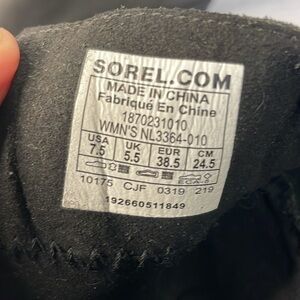 SOREL.COM
MADE IN CHINA
Fabriqué En Chine
1870231010
WMN'S NL3364-010
USA UK EUR CM
7.5 5.5 38.5 24.5
10175 CJF 0319 219
192660511849